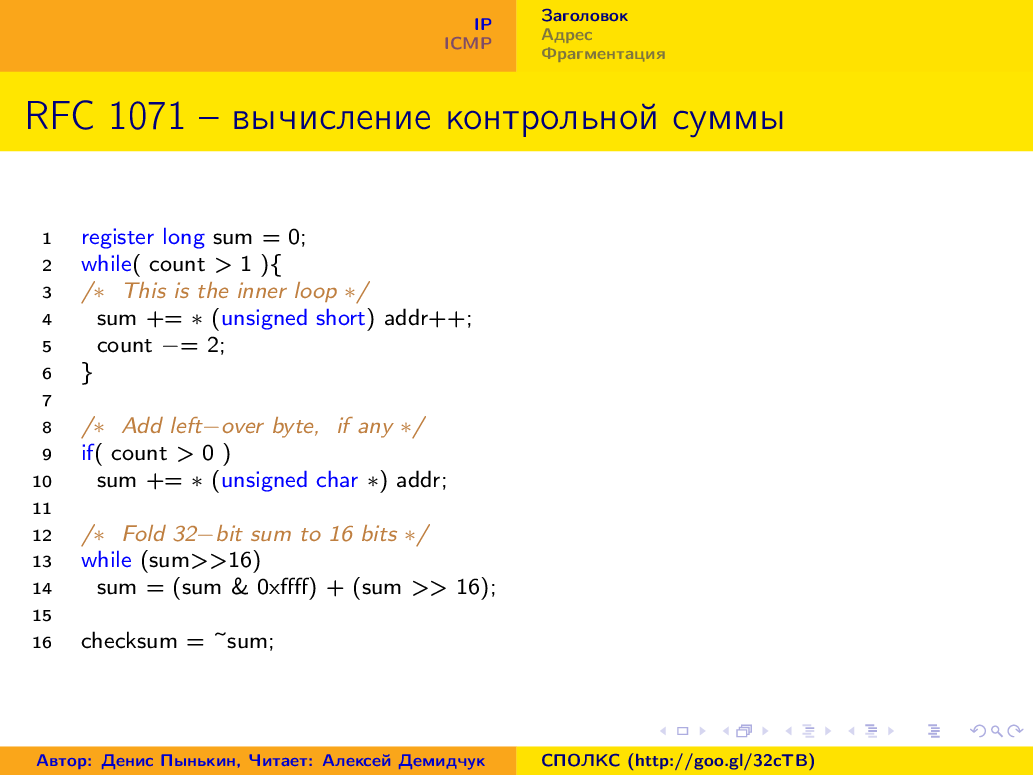 IP
ICMP
Заголовок
Адрес
Фрагментация
RFC 1071 – вычисление контрольной суммы
1 register long sum = 0;
2 while( count > 1 ){
3 /∗ This is the inner loop ∗/
4 sum += ∗ (unsigned short) addr++;
5 count −= 2;
6 }
7
8 /∗ Add left−over byte, if any ∗/
9 if( count > 0 )
10 sum += ∗ (unsigned char ∗) addr;
11
12 /∗ Fold 32−bit sum to 16 bits ∗/
13 while (sum>>16)
14 sum = (sum & 0xffff) + (sum >> 16);
15
16 checksum = ~sum;
Автор: Денис Пынькин, Читает: Алексей Демидчук
СПОЛКС (http://goo.gl/32cTB)